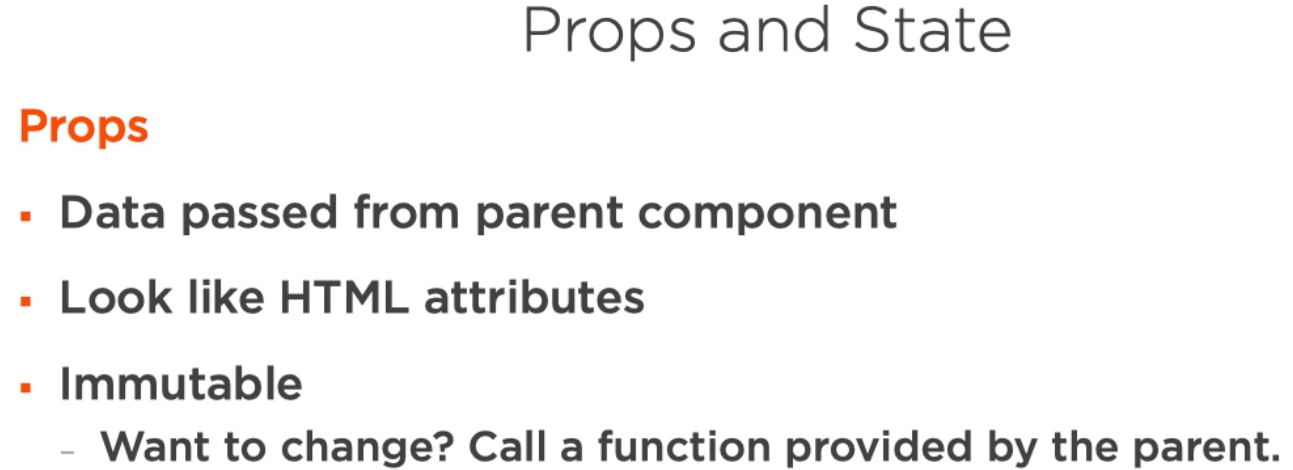 Props and State
Props
▪ Data passed from parent component
▪ Look like HTML attributes
▪ Immutable
– Want to change? Call a function provided by the parent.